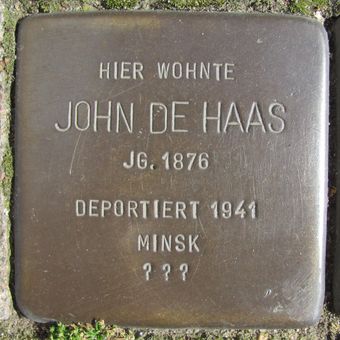 HIER WOHNTE
JOHN DE HAAS
JG. 1876
DEPORTIERT 1941
MINSK
? ? ?